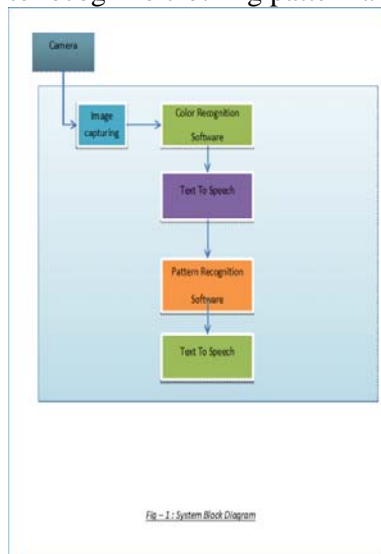 Camera
Image
capturing
Color Recognition
Software
Text To Speech
Pattern Recognition
Software
Text To Speech
Fig – 1 : System Block Diagram